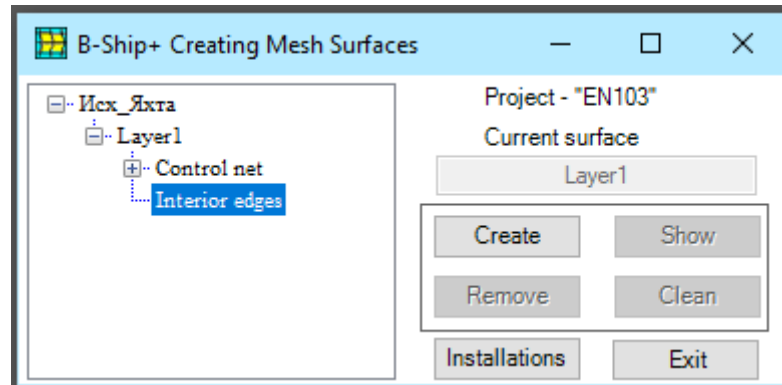 B-Ship+ Creating Mesh Surfaces
Исх_Яхта
Layer1
Control net
Interior edges
Project - "EN103"
Current surface
Layer1
Create
Show
Remove
Clean
Installations
Exit